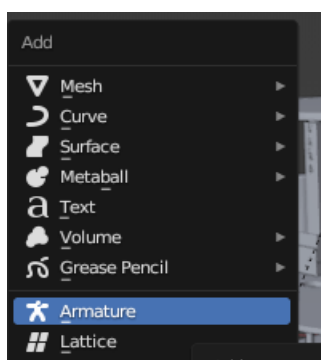 Add
Mesh
Curve
Surface
Metaball
Text
Volume
Grease Pencil
Armature
Lattice